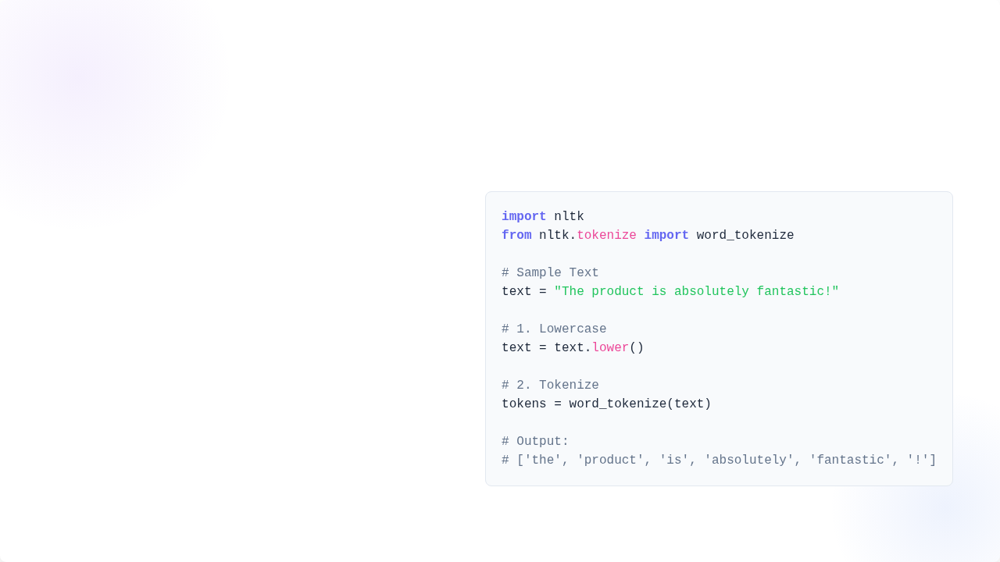 import nltk
from nltk.tokenize import word_tokenize
# Sample Text
text = "The product is absolutely fantastic!"
# 1. Lowercase
text = text.lower()
# 2. Tokenize
tokens = word_tokenize(text)
# Output:
# ['the', 'product', 'is', 'absolutely', 'fantastic', '!']